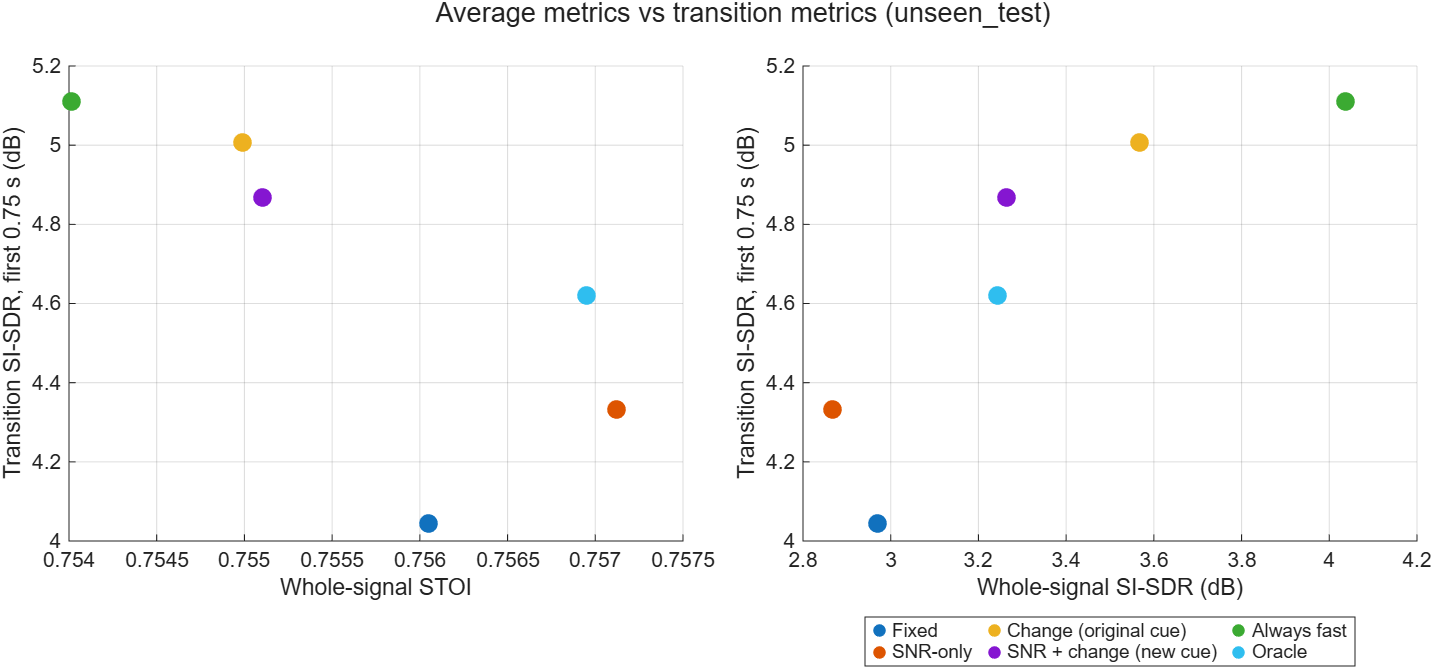 Average metrics vs transition metrics (unseen_test)
Transition SI-SDR, first 0.75 s (dB)
5.2
5
4.8
4.6
4.4
4.2
4
0.754 0.7545 0.755 0.7555 0.756 0.7565 0.757 0.7575
Whole-signal STOI
Transition SI-SDR, first 0.75 s (dB)
5.2
5
4.8
4.6
4.4
4.2
4
2.8 3 3.2 3.4 3.6 3.8 4 4.2
Whole-signal SI-SDR (dB)
Fixed Change (original cue) Always fast
SNR-only SNR + change (new cue) Oracle